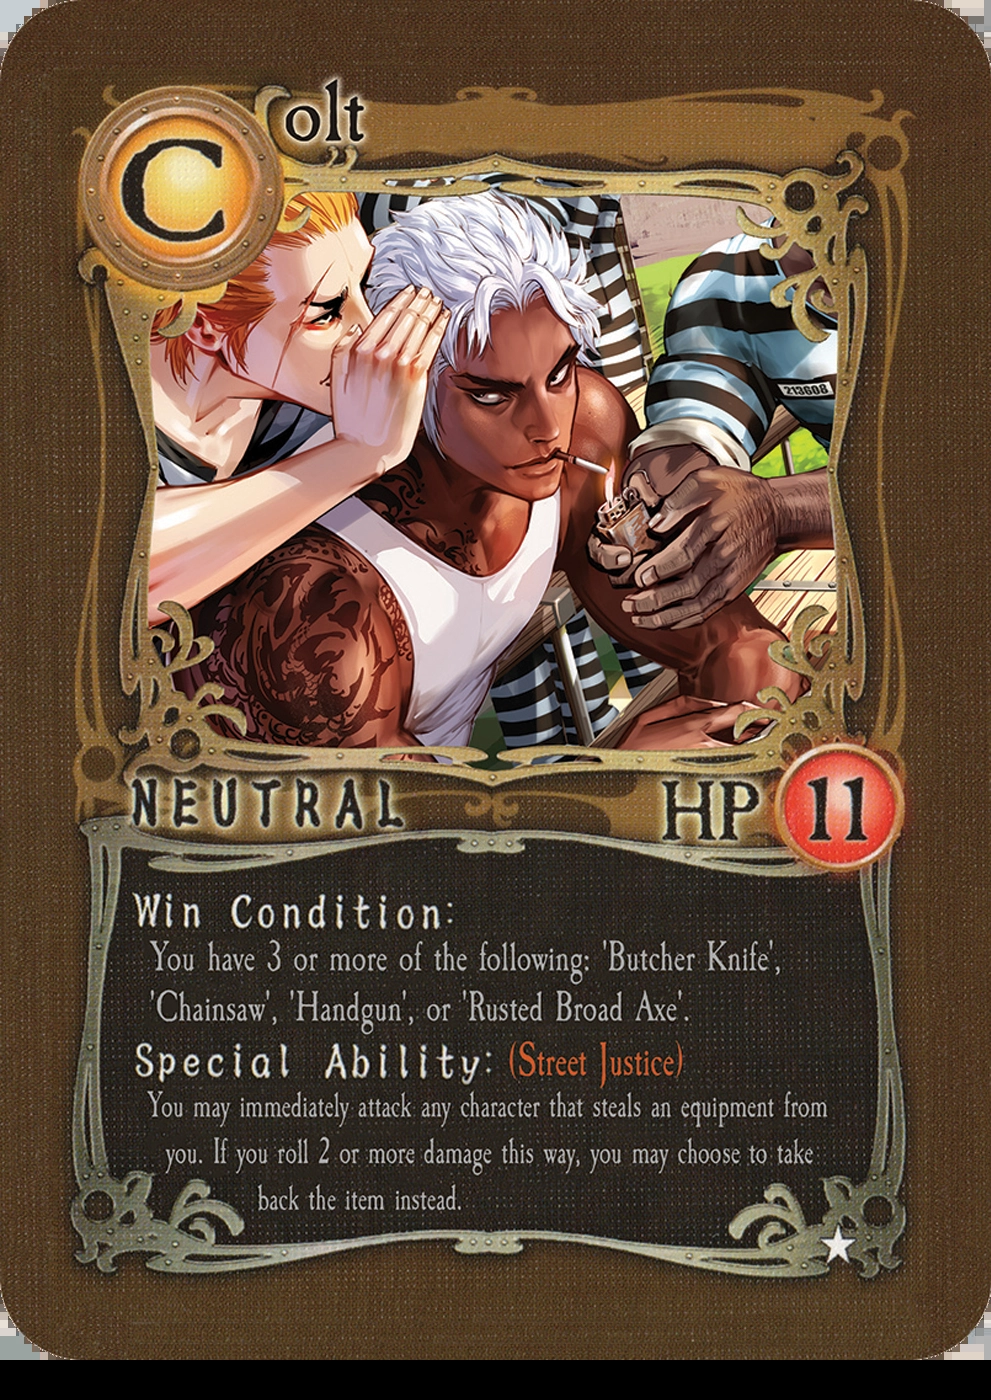 C
olt
213608
NEUTRAL HP 11
Win Condition:
You have 3 or more of the following: 'Butcher Knife',
'Chainsaw', 'Handgun', or 'Rusted Broad Axe'.
Special Ability: (Street Justice)
You may immediately attack any character that steals an equipment from
you. If you roll 2 or more damage this way, you may choose to take
back the item instead.